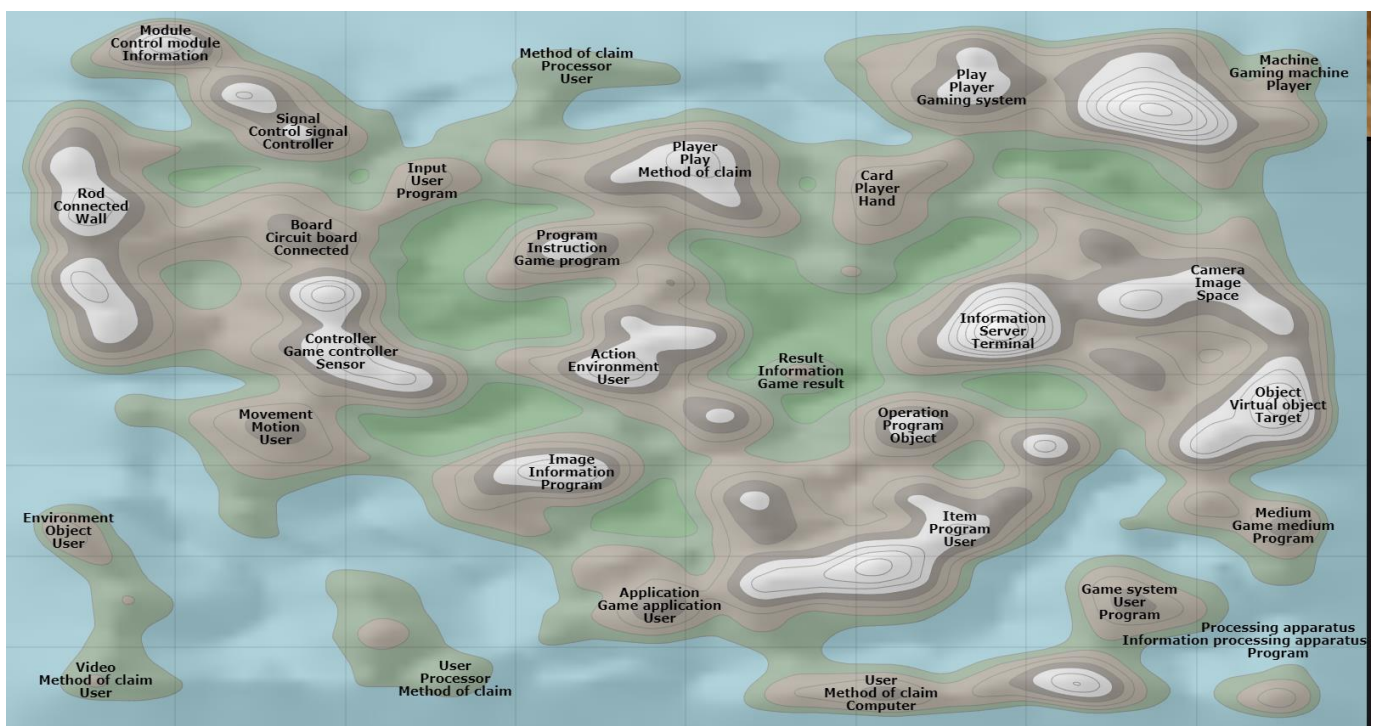 Module
Control module
Information
Method of claim
Processor
User
Play
Player
Gaming system
Machine
Gaming machine
Player
Signal
Control signal
Controller
Player
Play
Method of claim
Input
User
Program
Card
Player
Hand
Rod
Connected
Wall
Board
Circuit board
Connected
Program
Instruction
Game program
Camera
Image
Space
Information
Server
Terminal
Controller
Game controller
Sensor
Action
Environment
User
Result
Information
Game result
Object
Virtual object
Target
Movement
Motion
User
Operation
Program
Object
Image
Information
Program
Environment
Object
User
Item
Program
User
Medium
Game medium
Program
Application
Game application
User
Game system
User
Program
Processing apparatus
Information processing apparatus
Program
Video
Method of claim
User
User
Processor
Method of claim
User
Method of claim
Computer